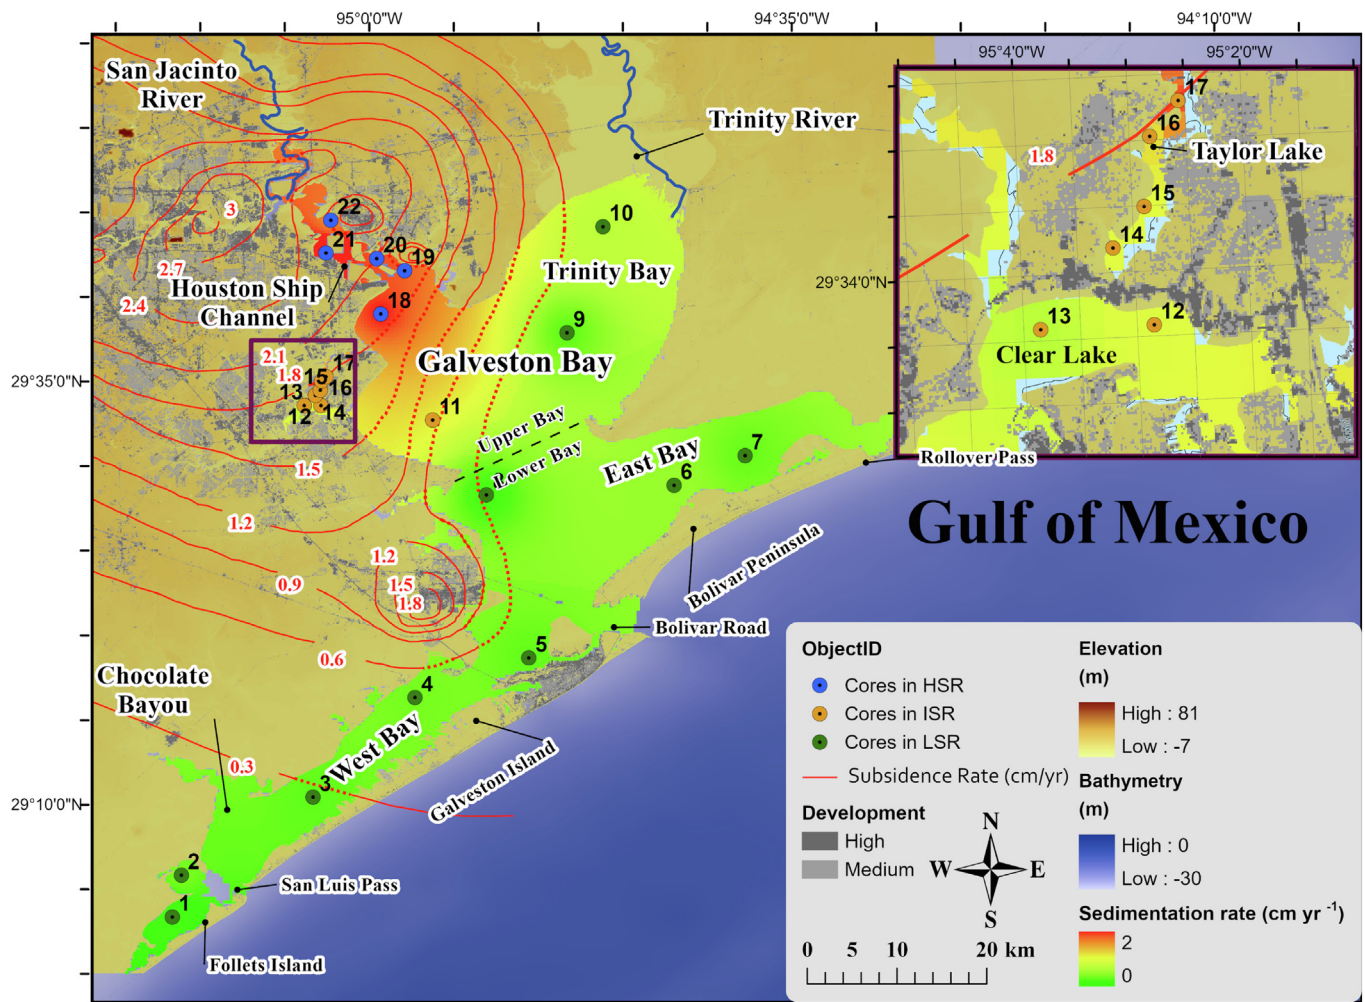 95°0'0"W
94°35'0"W
94°10'0"W
95°4'0"W
95°2'0"W
San Jacinto
River
Trinity River
17
16
1.8
Taylor Lake
15
14
29°34'0"N
13
12
Clear Lake
3
22
21
20
19
10
2.7
2.4
Houston Ship
Channel
18
Trinity Bay
9
Galveston Bay
2.1
1.8
17
15
16
13
14
12
29°35'0"N
11
Upper Bay
Lower Bay
East Bay
7
6
Rollover Pass
1.5
1.2
Gulf of Mexico
1.2
0.9
1.5
1.8
Bolivar Peninsula
Bolivar Road
0.6
5
4
Chocolate
Bayou
West Bay
0.3
3
Galveston Island
29°10'0"N
2
San Luis Pass
1
Follets Island
ObjectID
Cores in HSR
Cores in ISR
Cores in LSR
Subsidence Rate (cm/yr)
Development
High
Medium
N
W
E
S
0 5 10 20 km
Elevation
(m)
High : 81
Low : -7
Bathymetry
(m)
High : 0
Low : -30
Sedimentation rate (cm yr -1)
2
0